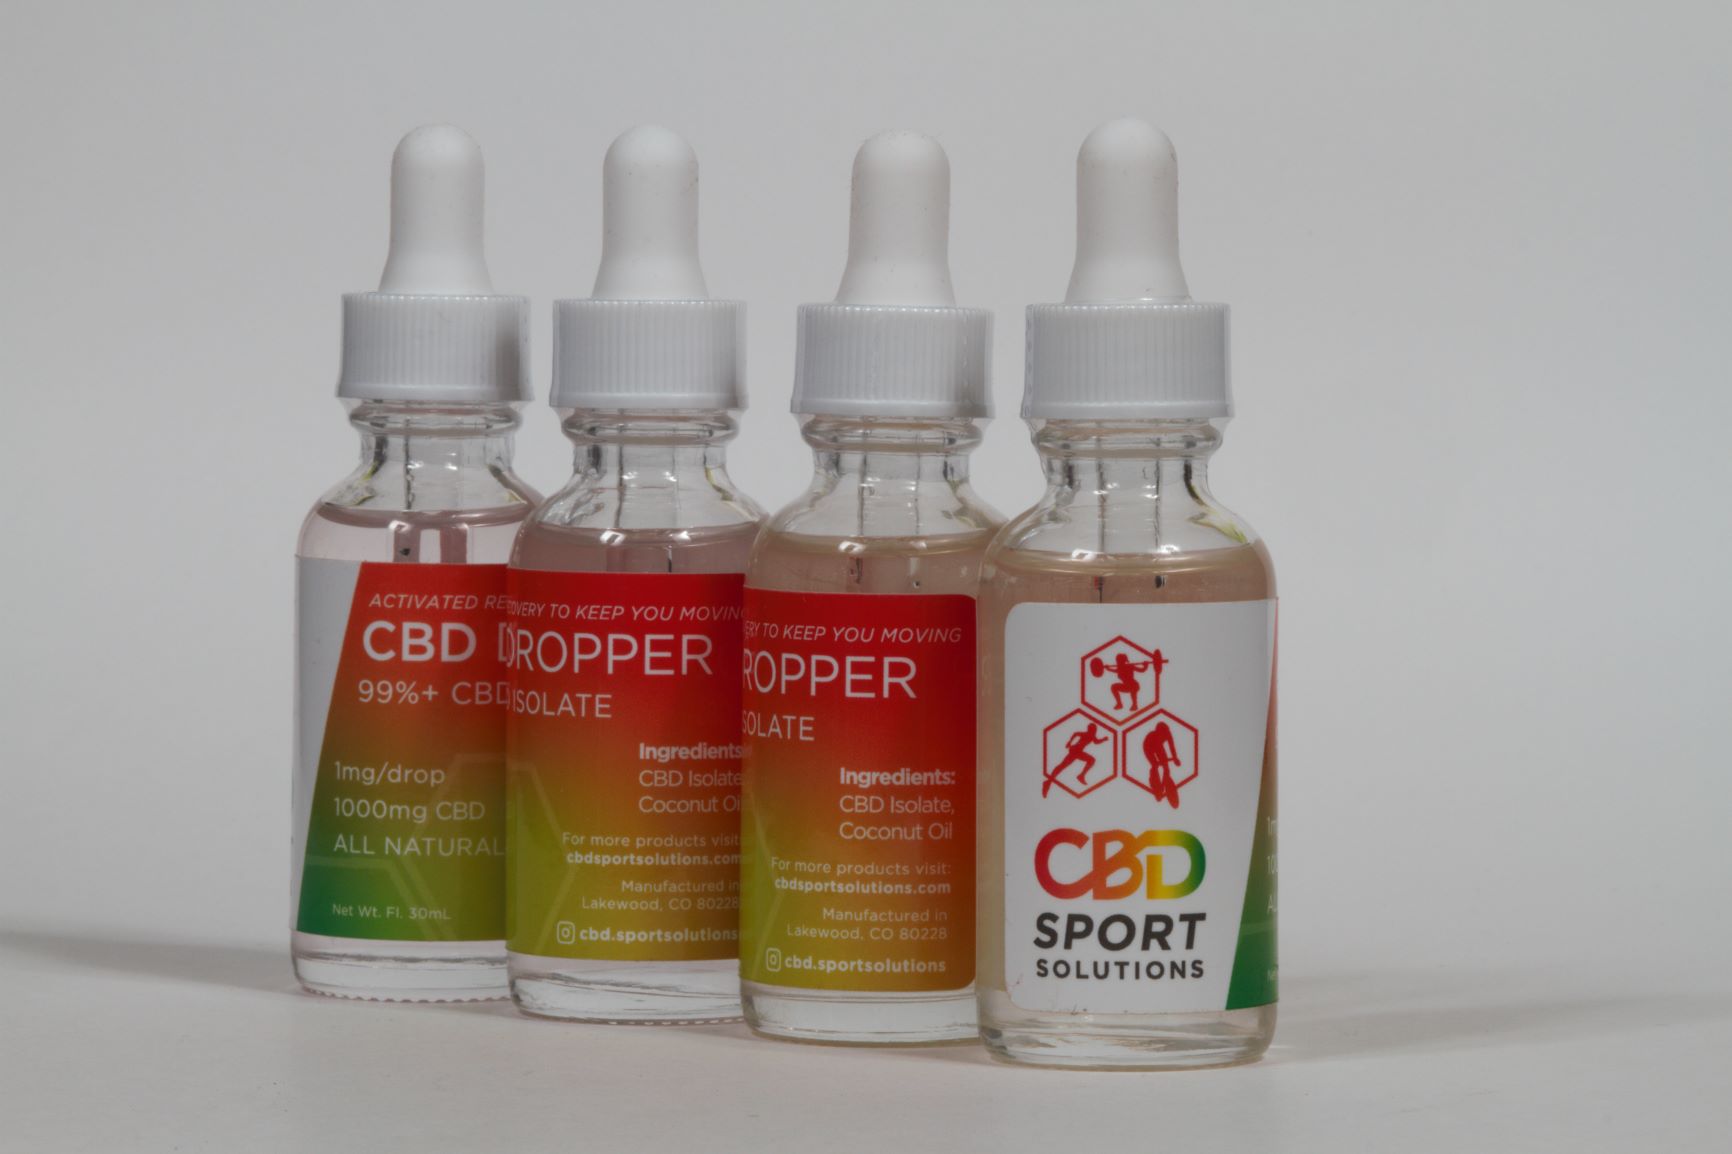 ACTIVATED RE
CBD D
99%+ CBD
1mg/drop
1000mg CBD
ALL NATURAL
Net Wt. Fl. 30mL
COVERY TO KEEP YOU MOVING
DROPPER
ISOLATE
Ingredients
CBD Isolate
Coconut Oi
For more products visit:
cbdsportsolutions.com
Manufactured in
Lakewood, CO 80228
cbd.sportsolutions
ERY TO KEEP YOU MOVING
ROPPER
SOLATE
Ingredients:
CBD Isolate,
Coconut Oil
For more products visit:
cbdsportsolutions.com
Manufactured in
Lakewood, CO 80228
cbd.sportsolutions
CBD
SPORT
SOLUTIONS